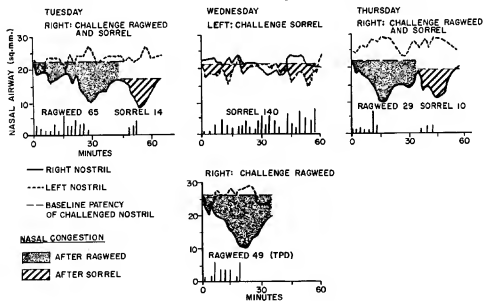 TUESDAY
RIGHT: CHALLENGE RAGWEED
AND SORREL
WEDNESDAY
LEFT: CHALLENGE SORREL
THURSDAY
RIGHT: CHALLENGE RAGWEED
AND SORREL
NASAL AIRWAY (sq.mm.)
30
20
10
0
RAGWEED 65 SORREL 14
SORREL 140
RAGWEED 29 SORREL 10
0 30 60
MINUTES
0 30 60
0 30 60
MINUTES
RIGHT NOSTRIL
LEFT NOSTRIL
BASELINE PATENCY
OF CHALLENGED NOSTRIL
NASAL CONGESTION
AFTER RAGWEED
AFTER SORREL
RIGHT: CHALLENGE RAGWEED
30
20
10
0
RAGWEED 49 (TPD)
0 30 60
MINUTES